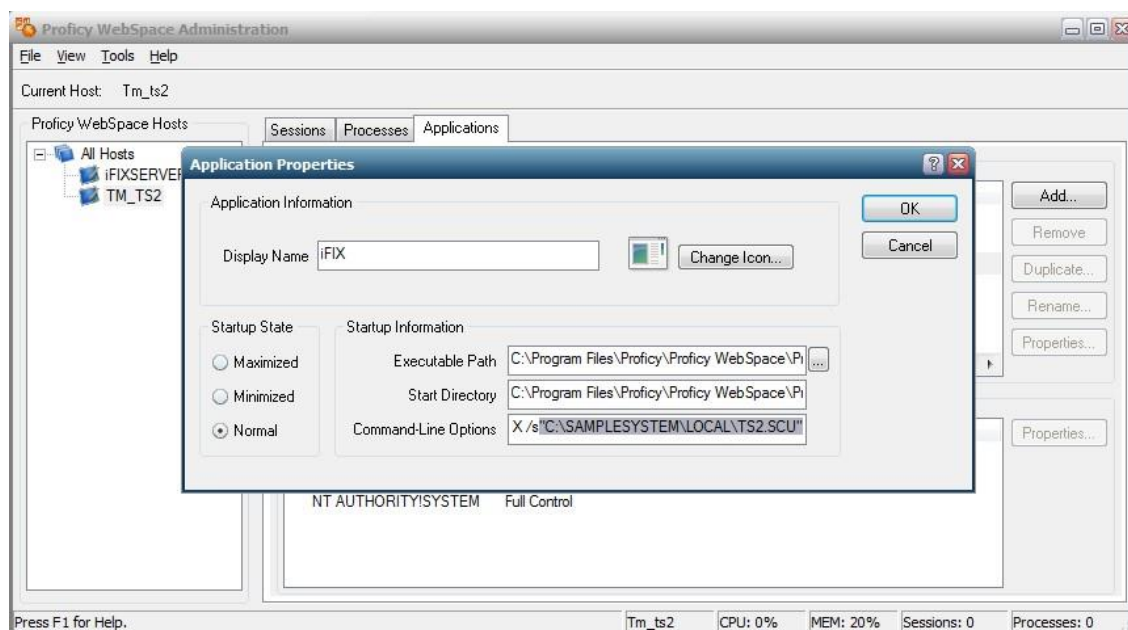 Proficy WebSpace Administration
File View Tools Help
Current Host: Tm_ts2
Proficy WebSpace Hosts
Sessions Processes Applications
All Hosts
iFIXSERVER
TM_TS2
Application Properties
Application Information
Display Name iFIX
Change Icon...
OK
Cancel
Startup State
Maximized
Minimized
Normal
Startup Information
Executable Path C:\Program Files\Proficy\Proficy WebSpace\P
...
Start Directory C:\Program Files\Proficy\Proficy WebSpace\P
Command-Line Options X /s"C:\SAMPLESYSTEM\LOCAL\TS2.SCU"
Add...
Remove
Duplicate...
Rename...
Properties...
Properties...
NT AUTHORITY!SYSTEM Full Control
Press F1 for Help.
Tm_ts2 CPU: 0% MEM: 20% Sessions: 0 Processes: 0